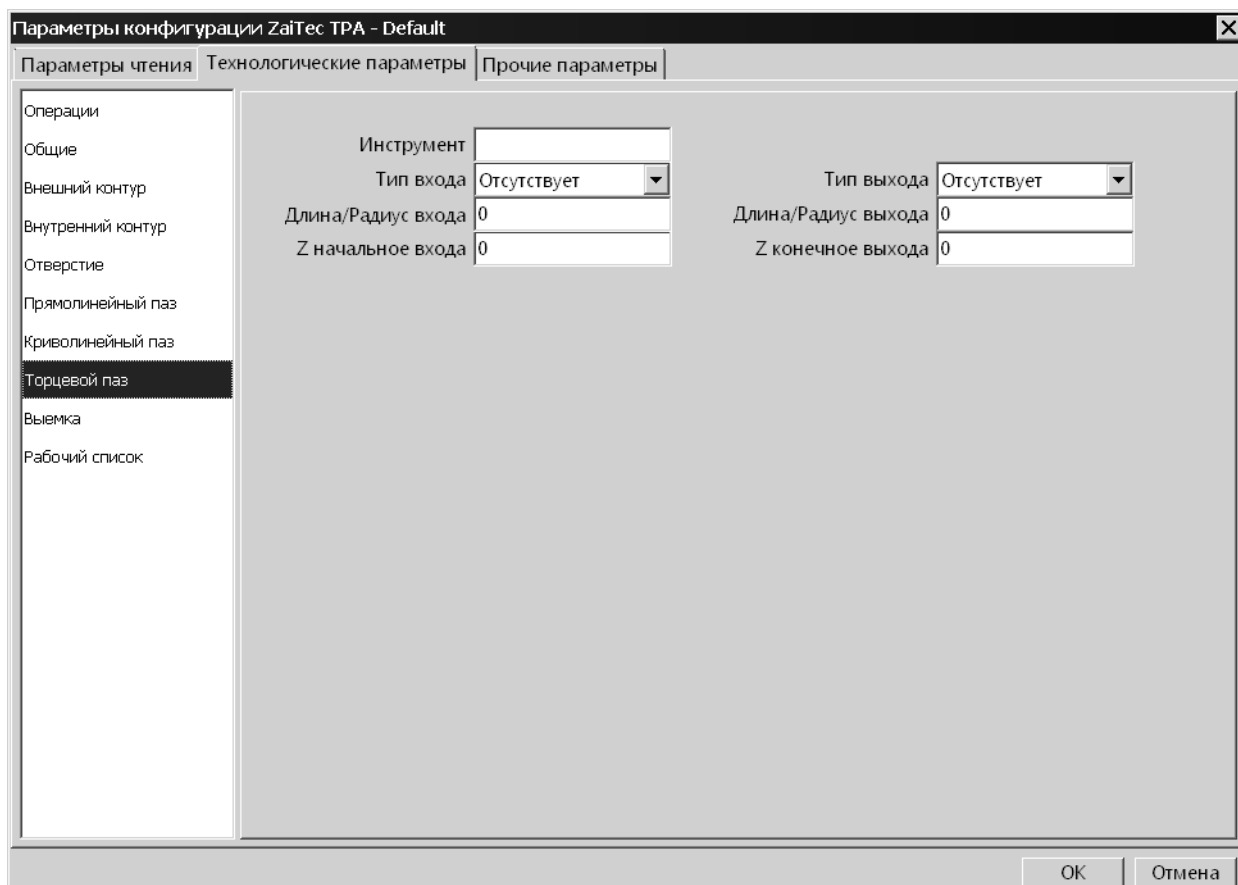 Параметры конфигурации ZaiTec TPA - Default
Параметры чтения Технологические параметры Прочие параметры
Операции
Общие
Внешний контур
Внутренний контур
Отверстие
Прямолинейный паз
Криволинейный паз
Торцевой паз
Выемка
Рабочий список
Инструмент
Тип входа Отсутствует Тип выхода Отсутствует
Длина/Радиус входа 0 Длина/Радиус выхода 0
Z начальное входа 0 Z конечное выхода 0
ОК Отмена